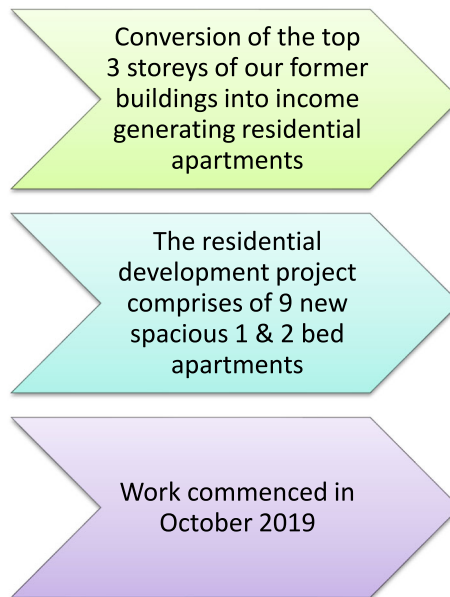 Conversion of the top
3 storeys of our former
buildings into income
generating residential
apartments
The residential
development project
comprises of 9 new
spacious 1 & 2 bed
apartments
Work commenced in
October 2019